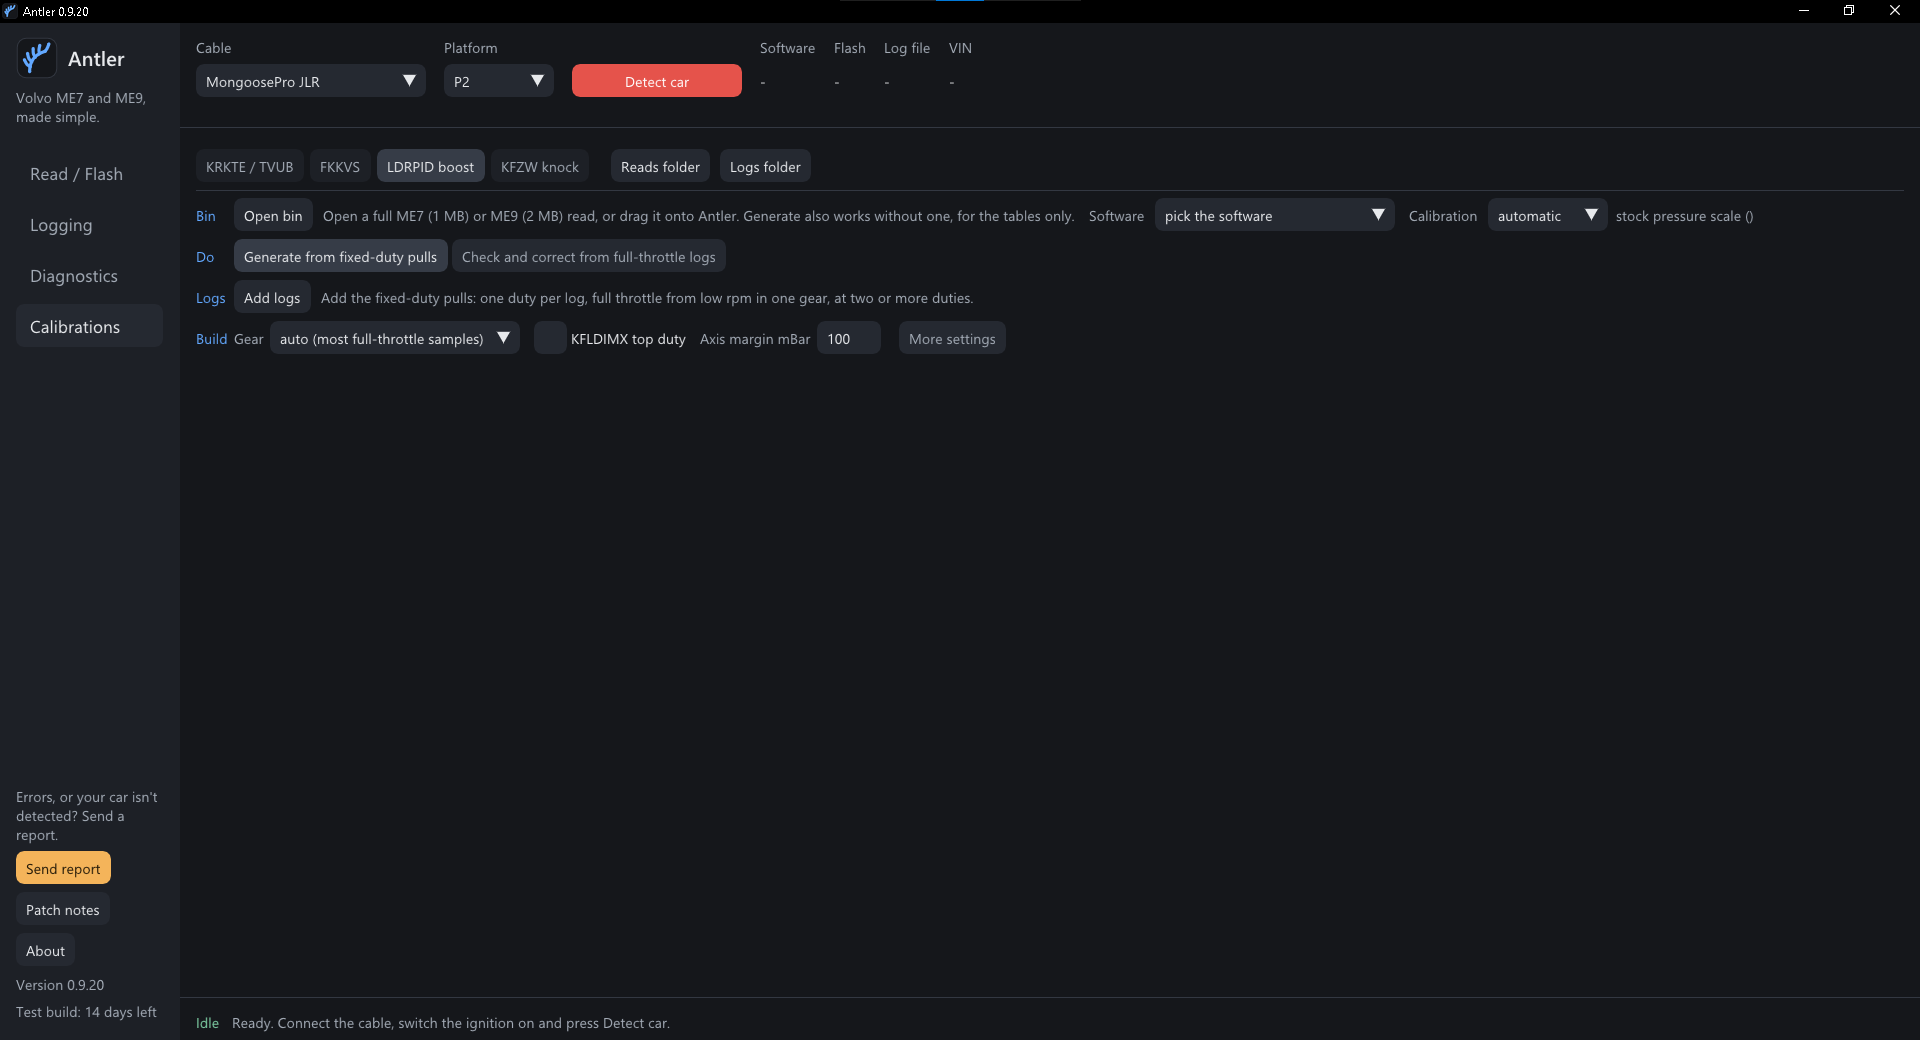 Antler 0.9.20
Antler
Volvo ME7 and ME9,
made simple.
Read / Flash
Logging
Diagnostics
Calibrations
Errors, or your car isn't
detected? Send a
report.
Send report
Patch notes
About
Version 0.9.20
Test build: 14 days left
Cable Platform Software Flash Log file VIN
MongoosePro JLR P2 Detect car - - - -
KRKTE / TVUB FKKVS LDRPID boost KFZW knock Reads folder Logs folder
Bin Open bin Open a full ME7 (1 MB) or ME9 (2 MB) read, or drag it onto Antler. Generate also works without one, for the tables only. Software pick the software Calibration automatic stock pressure scale ()
Do Generate from fixed-duty pulls Check and correct from full-throttle logs
Logs Add logs Add the fixed-duty pulls: one duty per log, full throttle from low rpm in one gear, at two or more duties.
Build Gear auto (most full-throttle samples) KFLDIMX top duty Axis margin mBar 100 More settings
Idle Ready. Connect the cable, switch the ignition on and press Detect car.